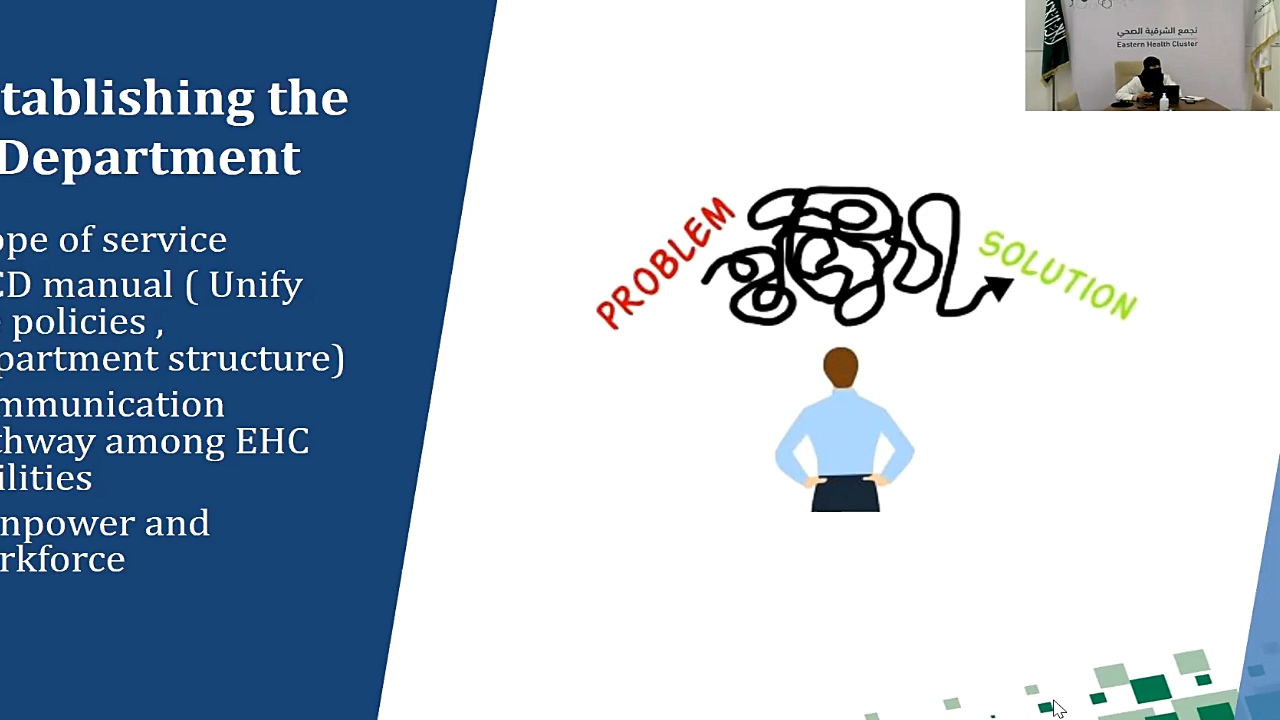 tablishing the
Department
ope of service
CD manual ( Unify
e policies ,
partment structure)
mmunication
thway among EHC
ilities
npower and
rkforce
PROBLEM
SOLUTION
تجمع الشرقية الصحي
Eastern Health Cluster